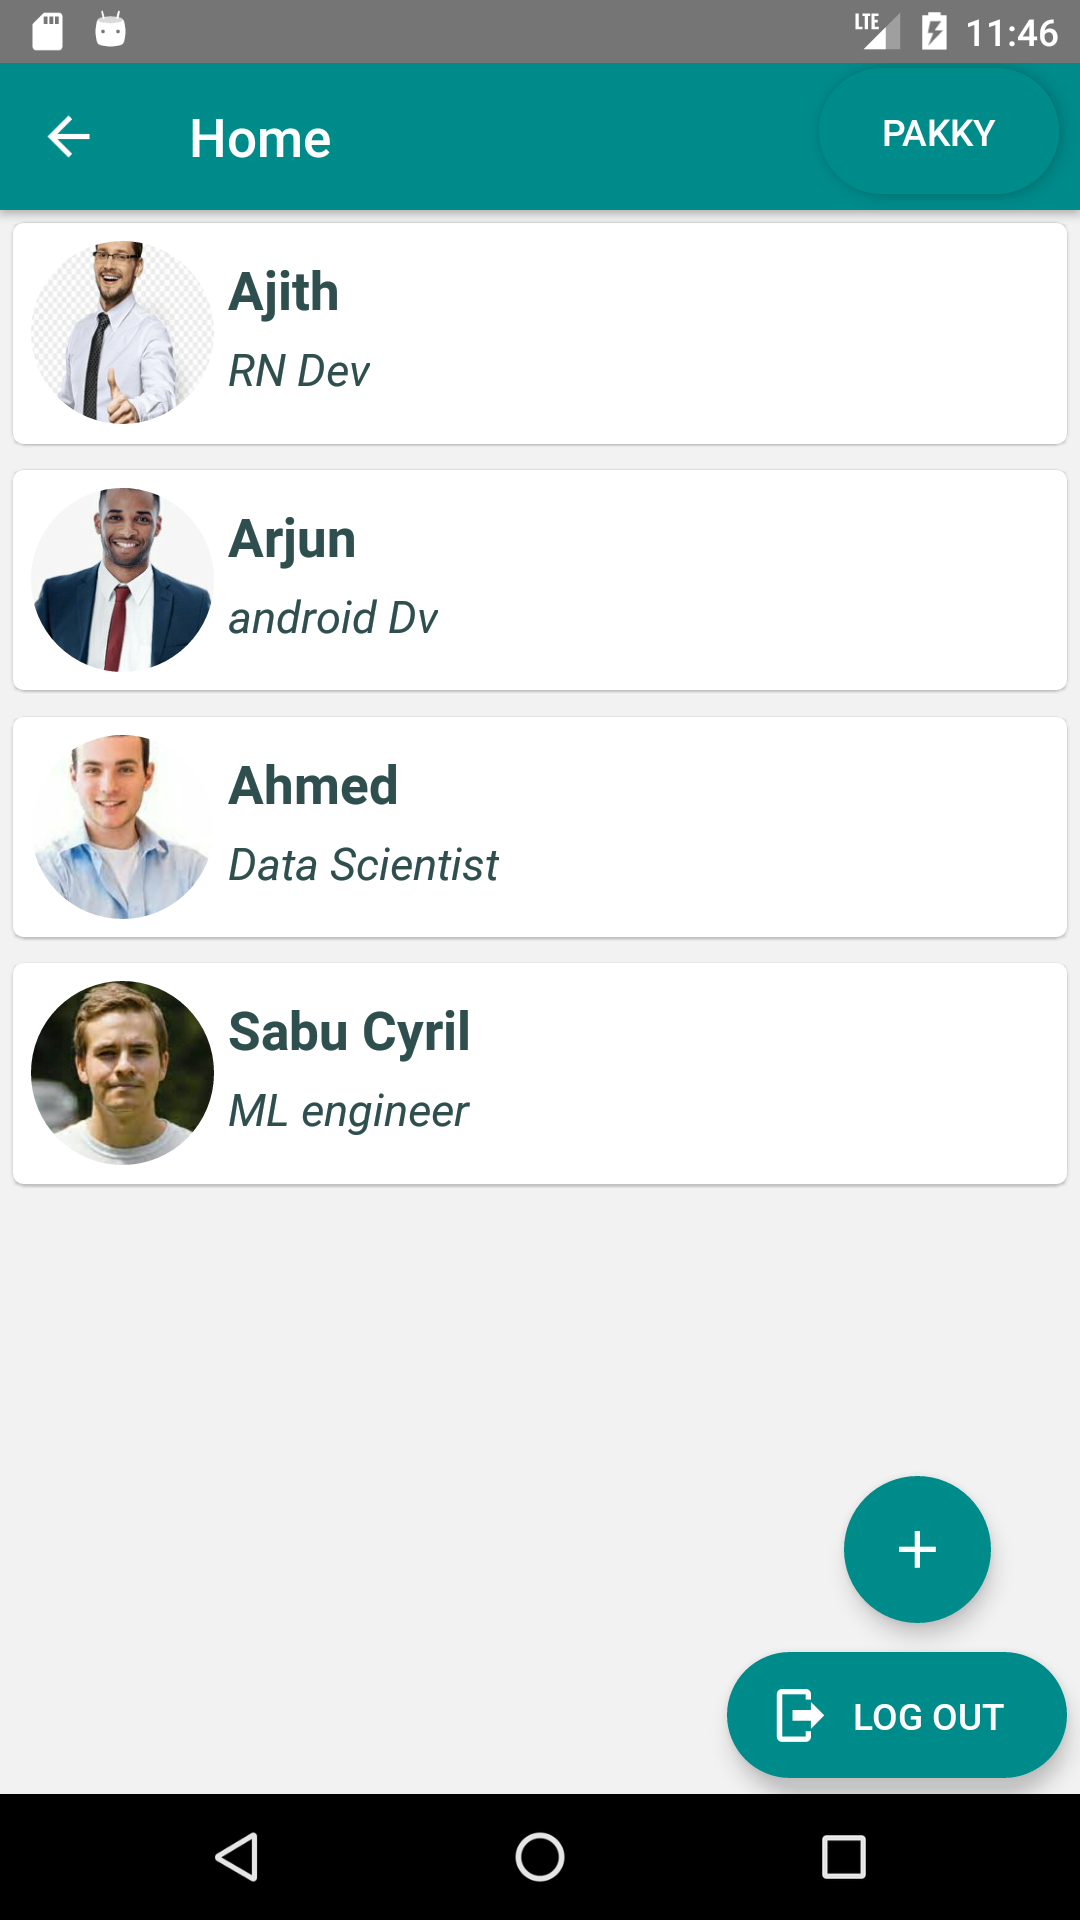 LTE 11:46
Home PAKKY
Ajith
RN Dev
Arjun
android Dv
Ahmed
Data Scientist
Sabu Cyril
ML engineer
+
LOG OUT